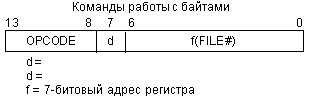 Команды работы с байтами
13 8 7 6 0
OPCODE d f(FILE#)
d=
d=
f = 7-битовый адрес регистра